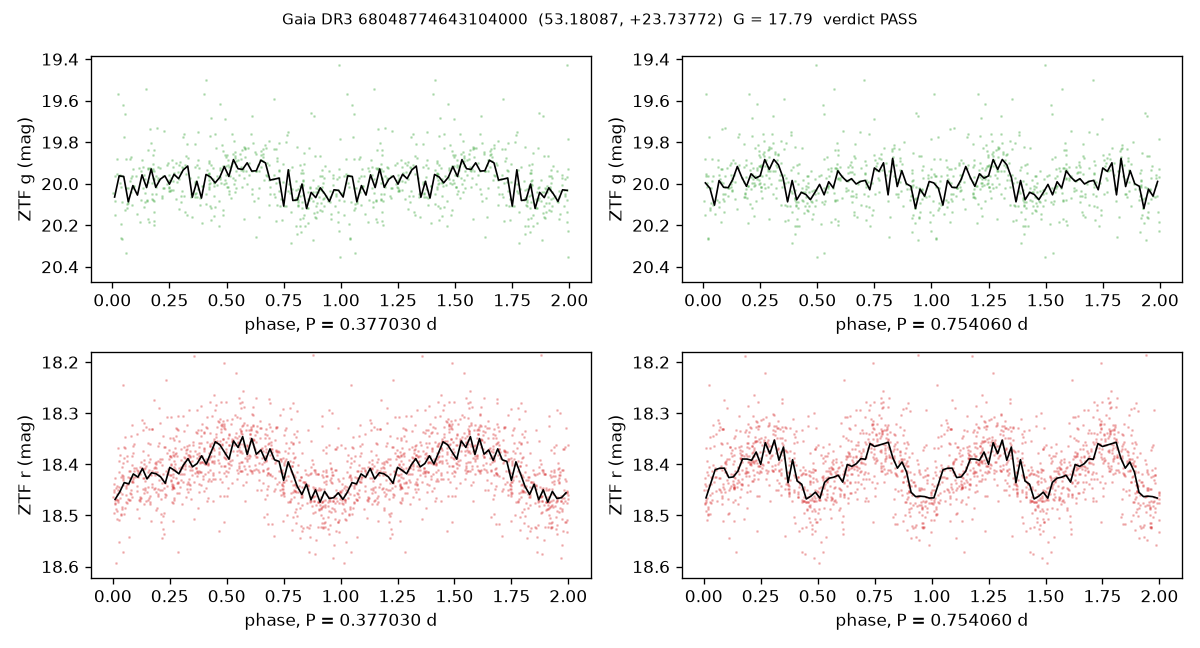 Gaia DR3 68048774643104000 (53.18087, +23.73772) G = 17.79 verdict PASS
ZTF g (mag)
19.4
19.6
19.8
20.0
20.2
20.4
0.00 0.25 0.50 0.75 1.00 1.25 1.50 1.75 2.00
phase, P = 0.377030 d
ZTF g (mag)
19.4
19.6
19.8
20.0
20.2
20.4
0.00 0.25 0.50 0.75 1.00 1.25 1.50 1.75 2.00
phase, P = 0.754060 d
ZTF r (mag)
18.2
18.3
18.4
18.5
18.6
0.00 0.25 0.50 0.75 1.00 1.25 1.50 1.75 2.00
phase, P = 0.377030 d
ZTF r (mag)
18.2
18.3
18.4
18.5
18.6
0.00 0.25 0.50 0.75 1.00 1.25 1.50 1.75 2.00
phase, P = 0.754060 d